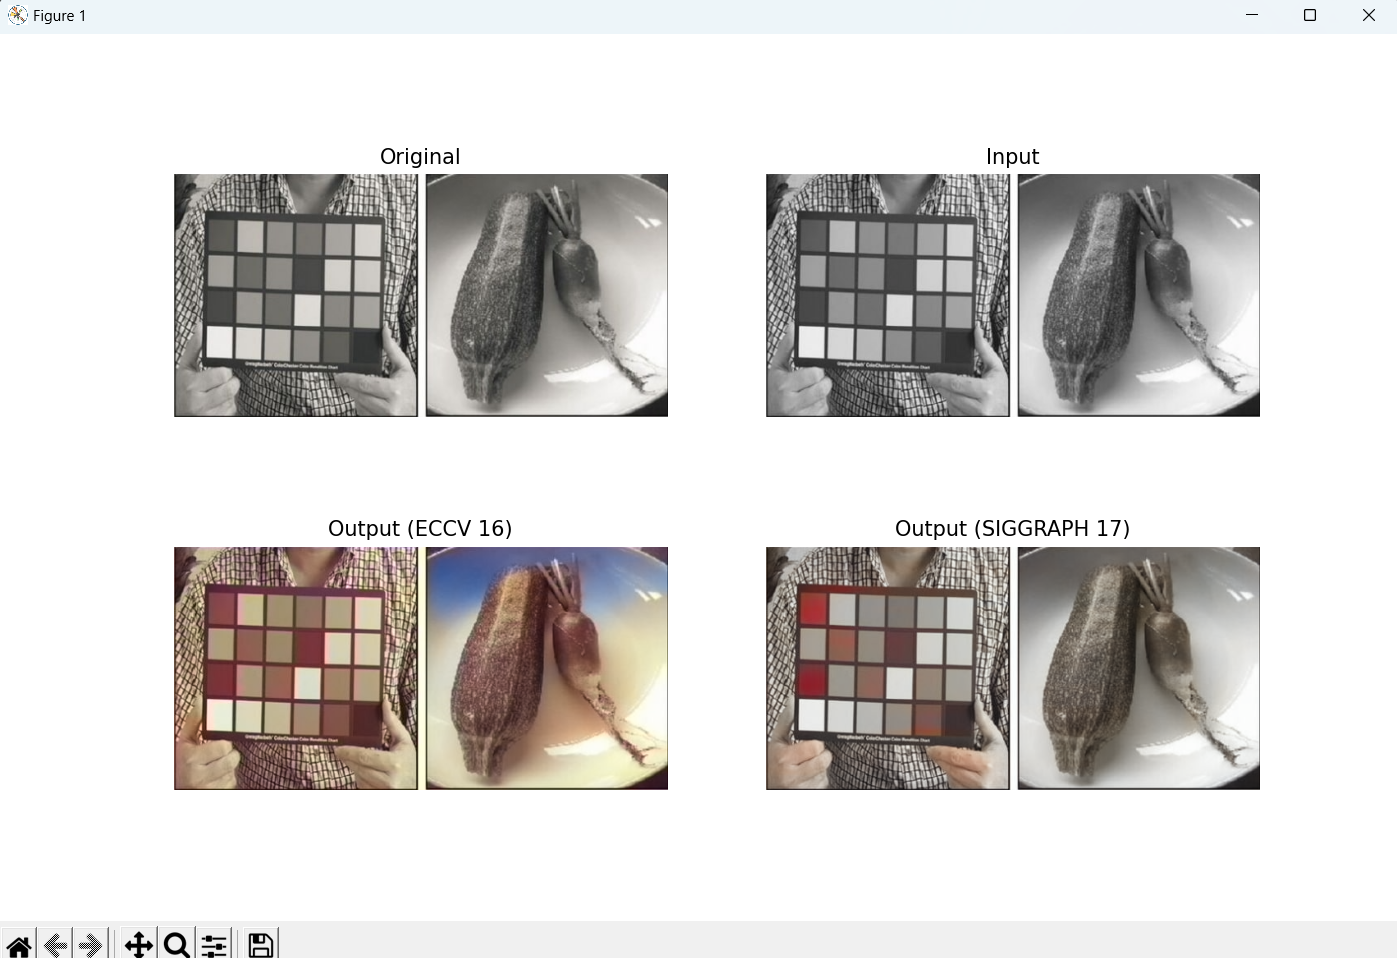 Figure 1
Original
Input
Output (ECCV 16)
Output (SIGGRAPH 17)